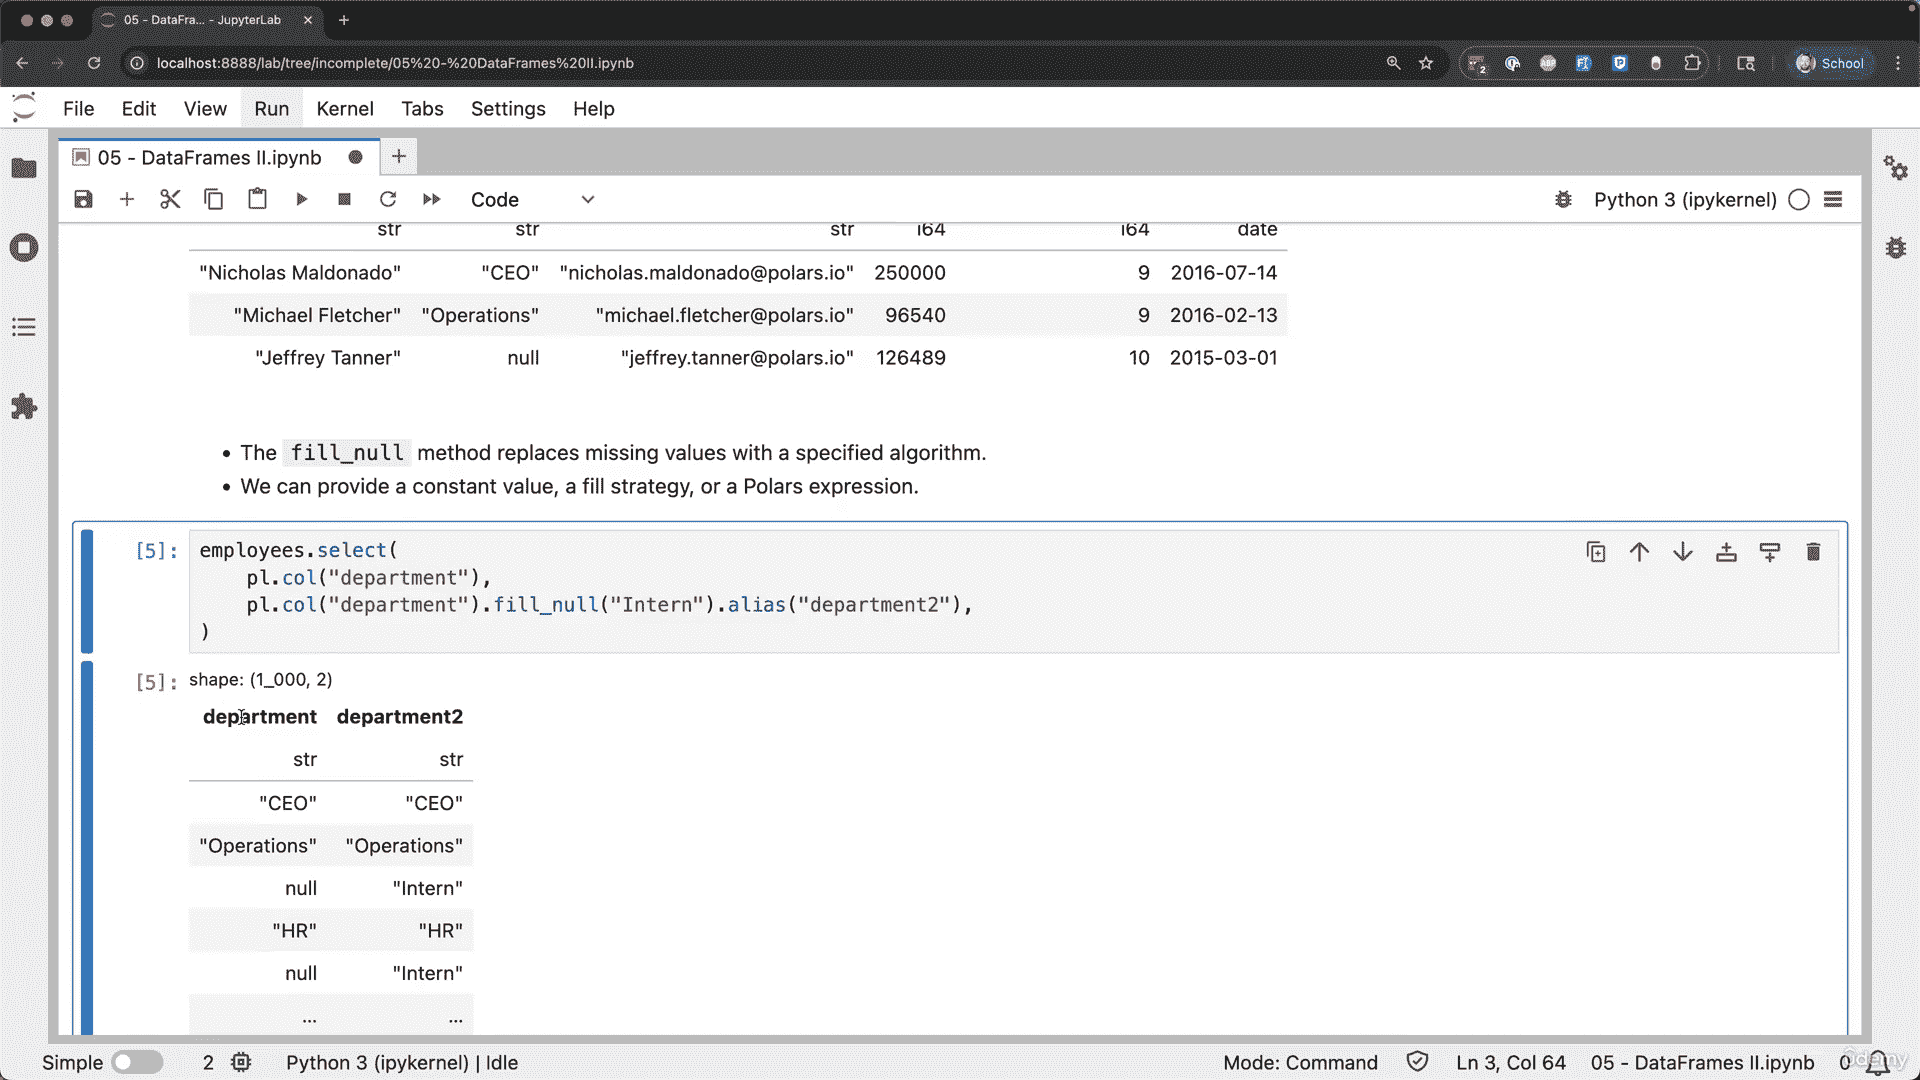 05 - DataFra... - JupyterLab
localhost:8888/lab/tree/incomplete/05%20-%20DataFrames%20II.ipynb
2
ABP
School
File Edit View Run Kernel Tabs Settings Help
05 - DataFrames II.ipynb
Code
Python 3 (ipykernel)
str str str i64 i64 date
"Nicholas Maldonado" "CEO" "nicholas.maldonado@polars.io" 250000 9 2016-07-14
"Michael Fletcher" "Operations" "michael.fletcher@polars.io" 96540 9 2016-02-13
"Jeffrey Tanner" null "jeffrey.tanner@polars.io" 126489 10 2015-03-01
• The fill_null method replaces missing values with a specified algorithm.
• We can provide a constant value, a fill strategy, or a Polars expression.
[5]: employees.select(
pl.col("department"),
pl.col("department").fill_null("Intern").alias("department2"),
)
[5]: shape: (1_000, 2)
department department2
str str
"CEO" "CEO"
"Operations" "Operations"
null "Intern"
"HR" "HR"
null "Intern"
... ...
Simple 2 Python 3 (ipykernel) | Idle Mode: Command Ln 3, Col 64 05 - DataFrames II.ipynb 0
Udemy